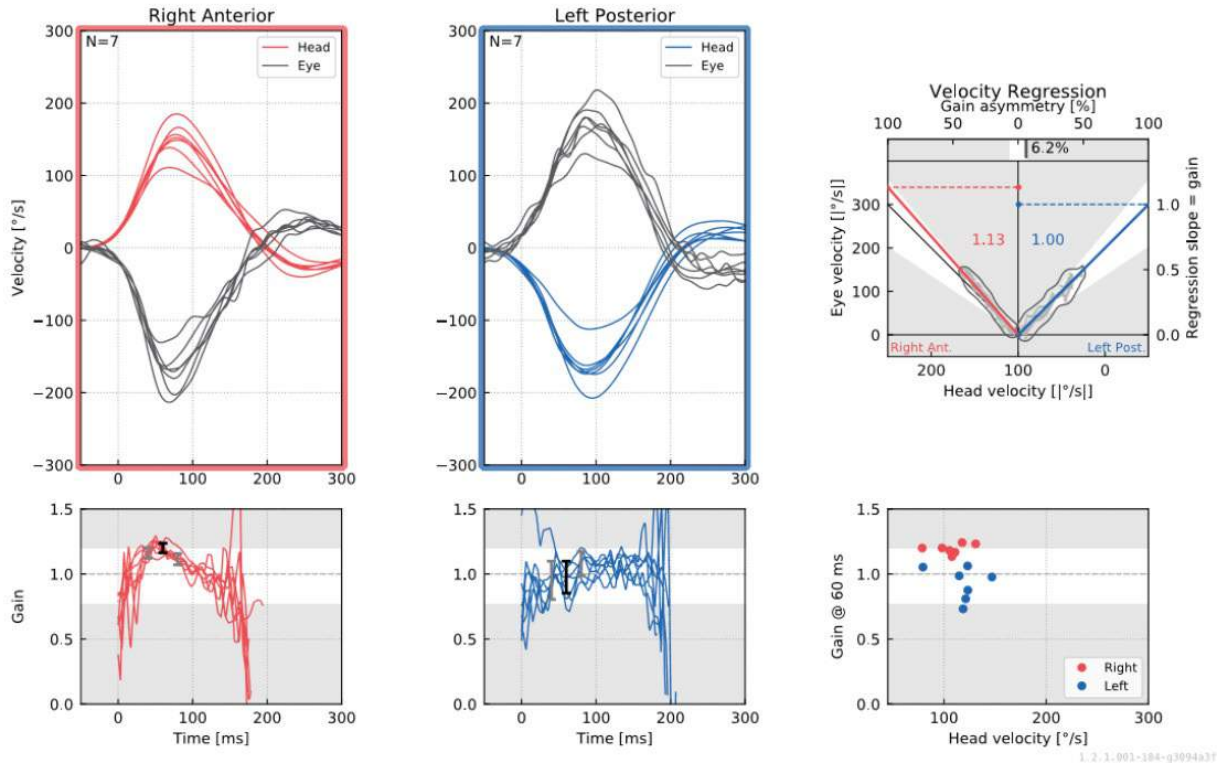 Right Anterior
N=7
Head
Eye
Velocity [°/s]
300
200
100
0
−100
−200
−300
0
100
200
300
Left Posterior
N=7
Head
Eye
300
200
100
0
−100
−200
−300
0
100
200
300
Velocity Regression
Gain asymmetry [%]
100
50
0
50
100
6.2%
Eye velocity [|°/s|]
300
200
100
0
1.13
1.00
1.0
0.5
0.0
Regression slope = gain
Right Ant.
Left Post.
200
100
0
Head velocity [|°/s|]
Gain
1.5
1.0
0.5
0.0
0
100
200
300
Time [ms]
1.5
1.0
0.5
0.0
0
100
200
300
Time [ms]
Gain @ 60 ms
1.5
1.0
0.5
0.0
Right
Left
100
200
300
Head velocity [°/s]
1.2.1.001-184-g3094a3f